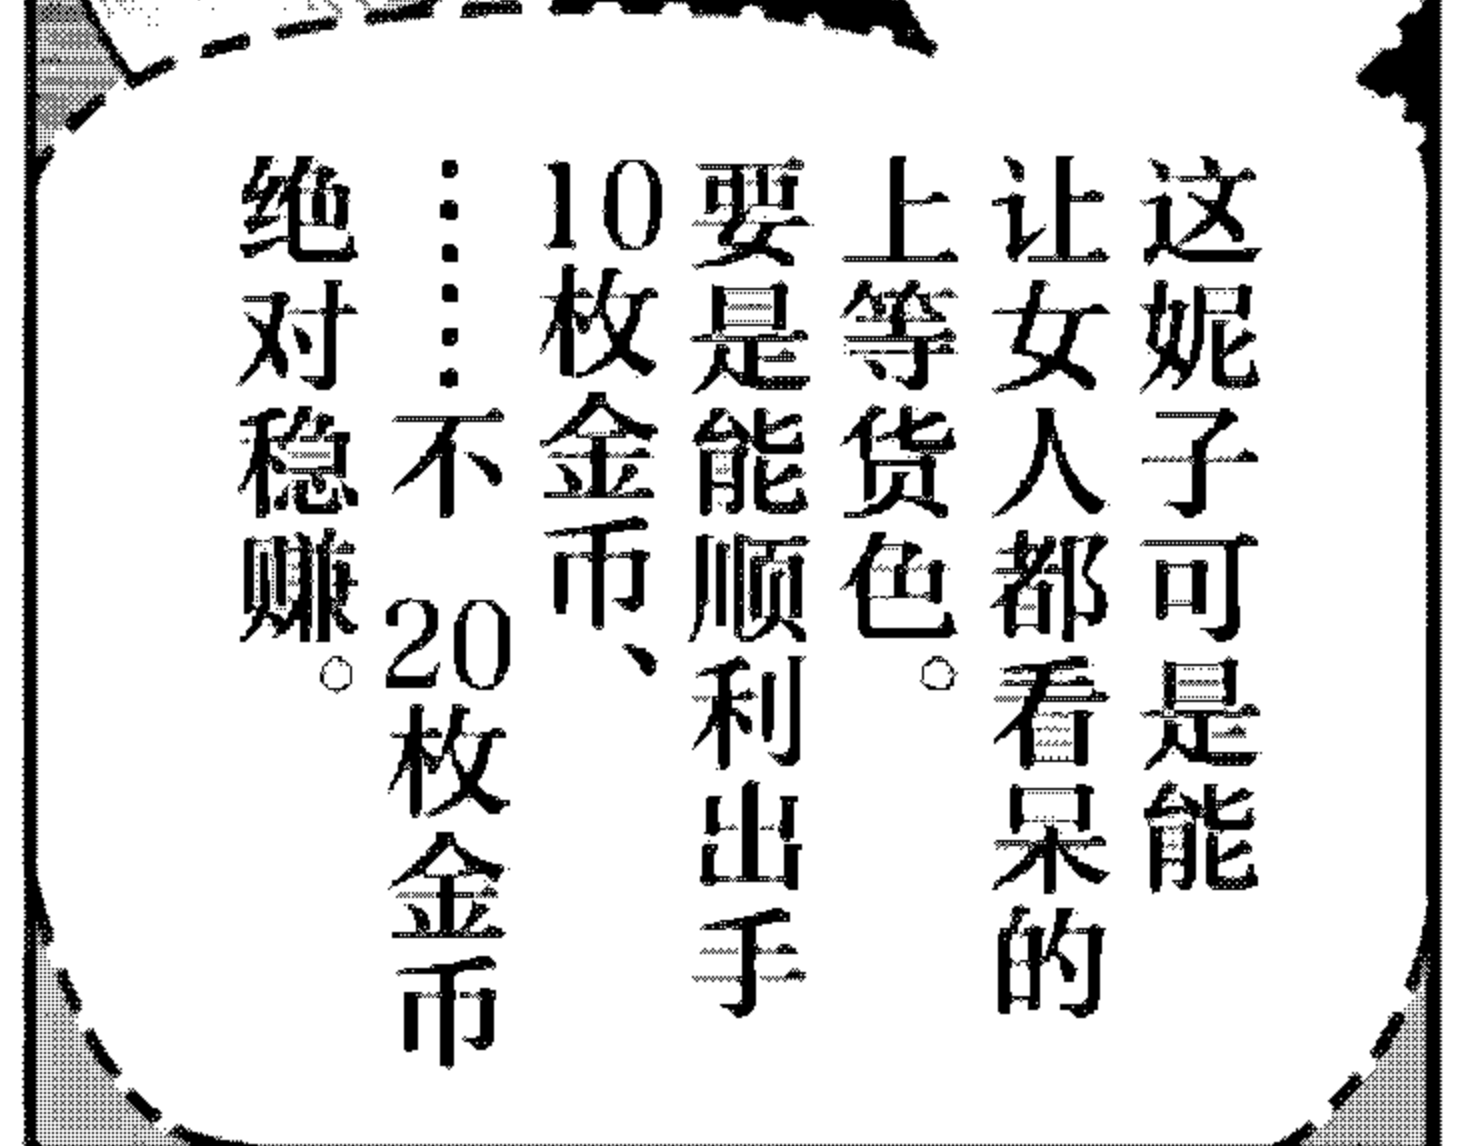 这妮子可是能
让女人都看呆的
上等货色。
要是能顺利出手
10枚金币、
……不 20枚金币
绝对稳赚。